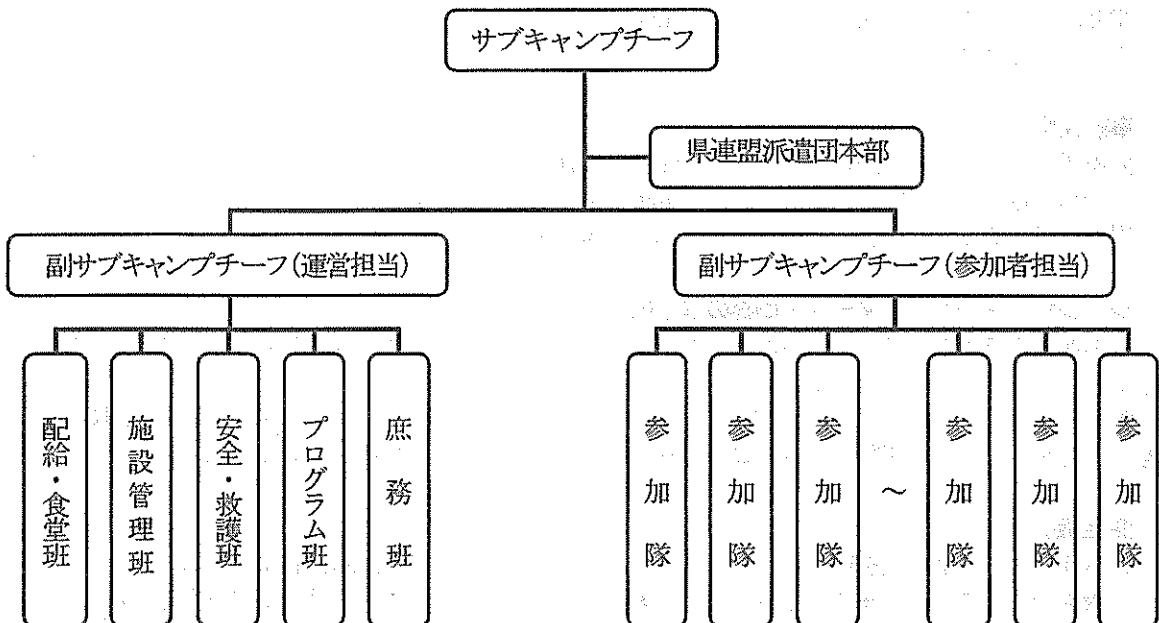 サブキャンプチーフ
県連盟派遣団本部
副サブキャンプチーフ(運営担当)
副サブキャンプチーフ(参加者担当)
配給・食堂班
施設管理班
安全・救護班
プログラム班
庶務班
参加隊
参加隊
参加隊
～
参加隊
参加隊
参加隊